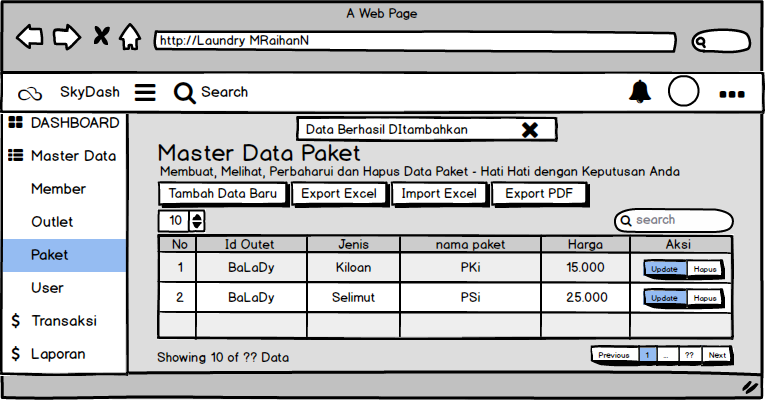 A Web Page
http://Laundry MRaihanN
SkyDash Search
DASHBOARD
Master Data
Member
Outlet
Paket
User
$ Transaksi
$ Laporan
Data Berhasil DItambahkan
Master Data Paket
Membuat, Melihat, Perbaharui dan Hapus Data Paket - Hati Hati dengan Keputusan Anda
Tambah Data Baru Export Excel Import Excel Export PDF
10 search
No Id Outet Jenis nama paket Harga Aksi
1 BaLaDy Kiloan PKi 15.000 Update Hapus
2 BaLaDy Selimut PSi 25.000 Update Hapus
Showing 10 of ?? Data Previous 1 ... ?? Next